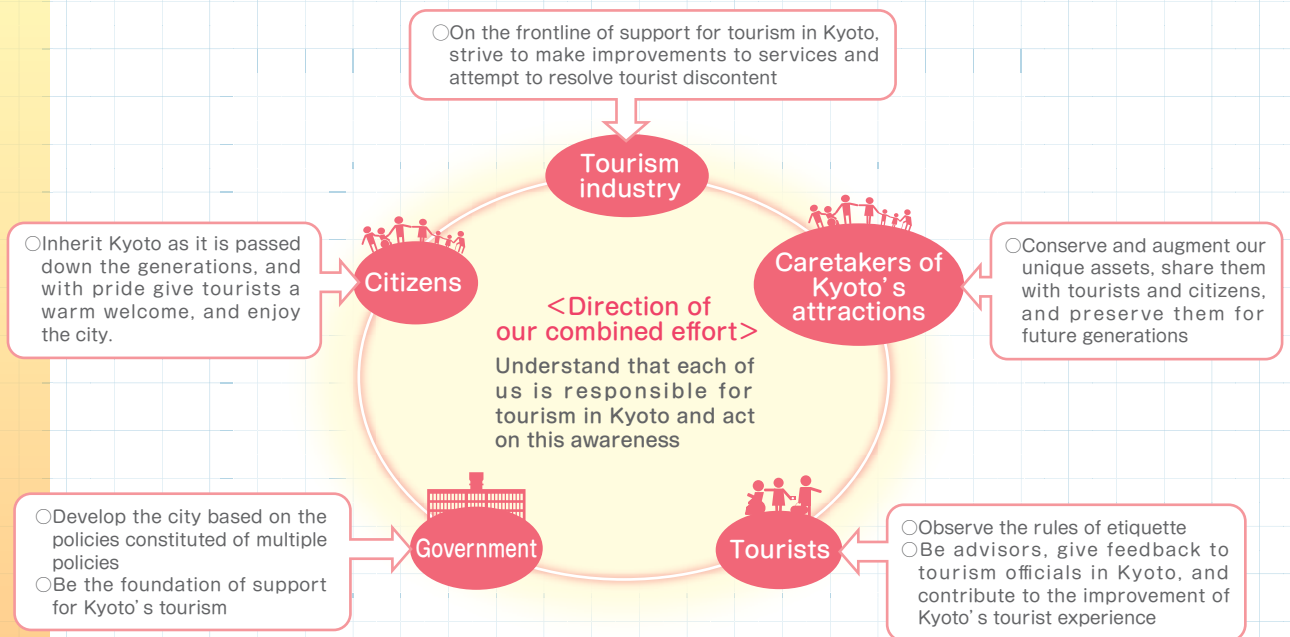 ○On the frontline of support for tourism in Kyoto,
strive to make improvements to services and
attempt to resolve tourist discontent
Tourism
industry
○Inherit Kyoto as it is passed
down the generations, and
with pride give tourists a
warm welcome, and enjoy
the city.
Citizens
Caretakers of
Kyoto's
attractions
○Conserve and augment our
unique assets, share them
with tourists and citizens,
and preserve them for
future generations
<Direction of
our combined effort>
Understand that each of
us is responsible for
tourism in Kyoto and act
on this awareness
○Develop the city based on the
policies constituted of multiple
policies
○Be the foundation of support
for Kyoto's tourism
Government
Tourists
○Observe the rules of etiquette
○Be advisors, give feedback to
tourism officials in Kyoto, and
contribute to the improvement of
Kyoto's tourist experience